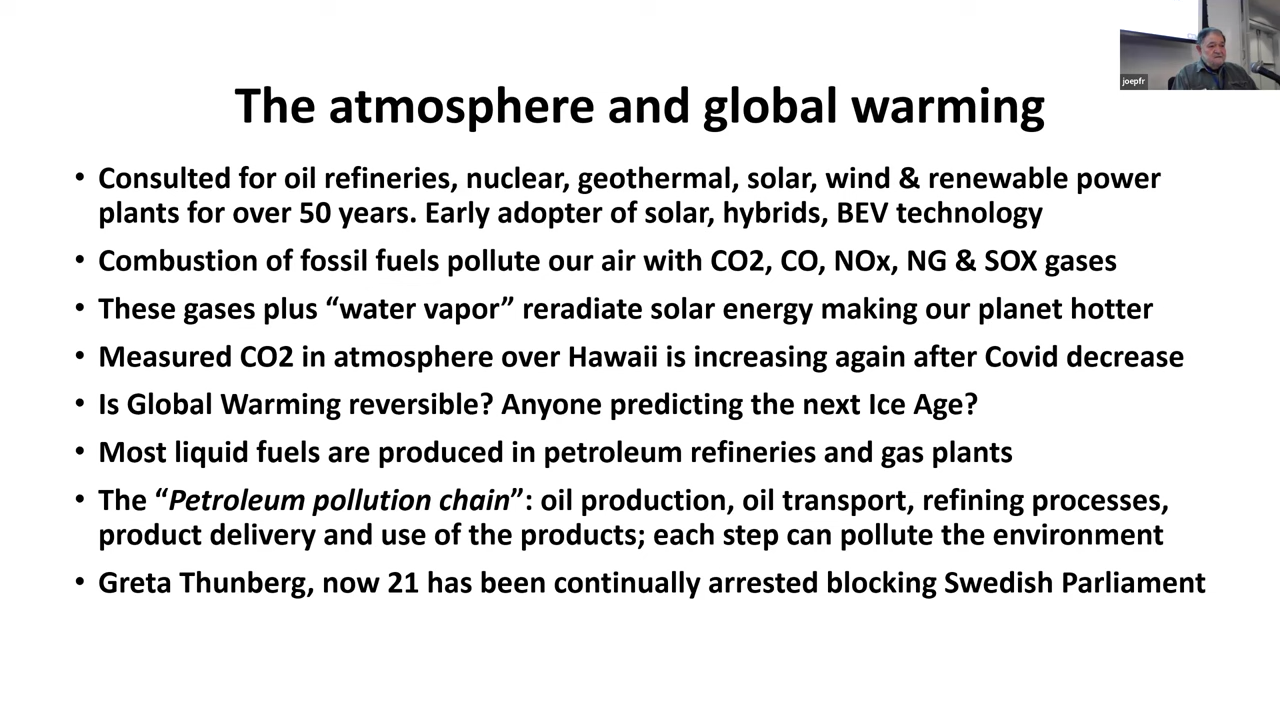 The atmosphere and global warming
• Consulted for oil refineries, nuclear, geothermal, solar, wind & renewable power
plants for over 50 years. Early adopter of solar, hybrids, BEV technology
• Combustion of fossil fuels pollute our air with CO2, CO, NOx, NG & SOX gases
• These gases plus “water vapor” reradiate solar energy making our planet hotter
• Measured CO2 in atmosphere over Hawaii is increasing again after Covid decrease
• Is Global Warming reversible? Anyone predicting the next Ice Age?
• Most liquid fuels are produced in petroleum refineries and gas plants
• The “Petroleum pollution chain”: oil production, oil transport, refining processes,
product delivery and use of the products; each step can pollute the environment
• Greta Thunberg, now 21 has been continually arrested blocking Swedish Parliament
joepfr